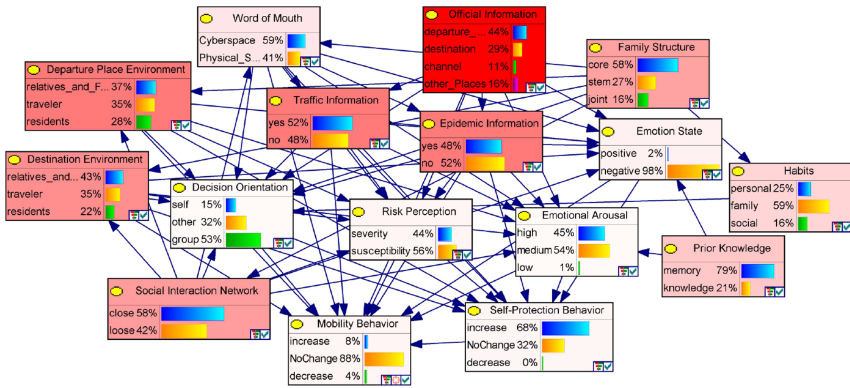 Word of Mouth
Cyberspace 59%
Physical_S... 41%
Official Information
departure_... 44%
destination 29%
channel 11%
other_Places 16%
Family Structure
core 58%
stem 27%
joint 16%
Departure Place Environment
relatives_and_F... 37%
traveler 35%
residents 28%
Traffic Information
yes 52%
no 48%
Epidemic Information
yes 48%
no 52%
Emotion State
positive 2%
negative 98%
Destination Environment
relatives_and... 43%
traveler 35%
residents 22%
Decision Orientation
self 15%
other 32%
group 53%
Risk Perception
severity 44%
susceptibility 56%
Emotional Arousal
high 45%
medium 54%
low 1%
Habits
personal 25%
family 59%
social 16%
Prior Knowledge
memory 79%
knowledge 21%
Social Interaction Network
close 58%
loose 42%
Mobility Behavior
increase 8%
NoChange 88%
decrease 4%
Self-Protection Behavior
increase 68%
NoChange 32%
decrease 0%